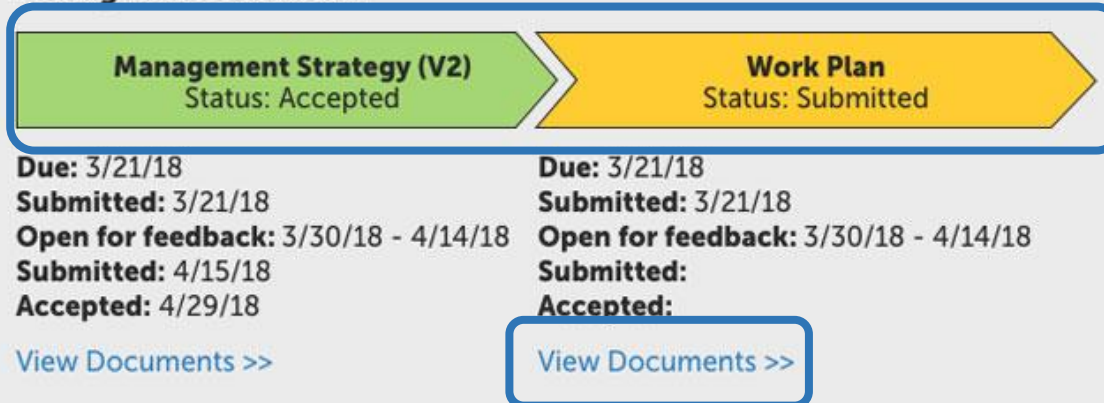 Management Strategy (V2)
Status: Accepted
Work Plan
Status: Submitted
Due: 3/21/18
Submitted: 3/21/18
Open for feedback: 3/30/18 - 4/14/18
Submitted: 4/15/18
Accepted: 4/29/18
View Documents >>
Due: 3/21/18
Submitted: 3/21/18
Open for feedback: 3/30/18 - 4/14/18
Submitted:
Accepted:
View Documents >>